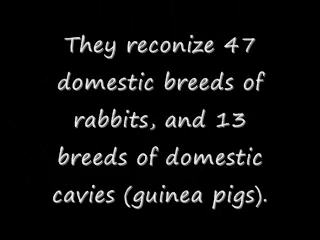 They reconize 47
domestic breeds of
rabbits, and 13
breeds of domestic
cavies (guinea pigs).